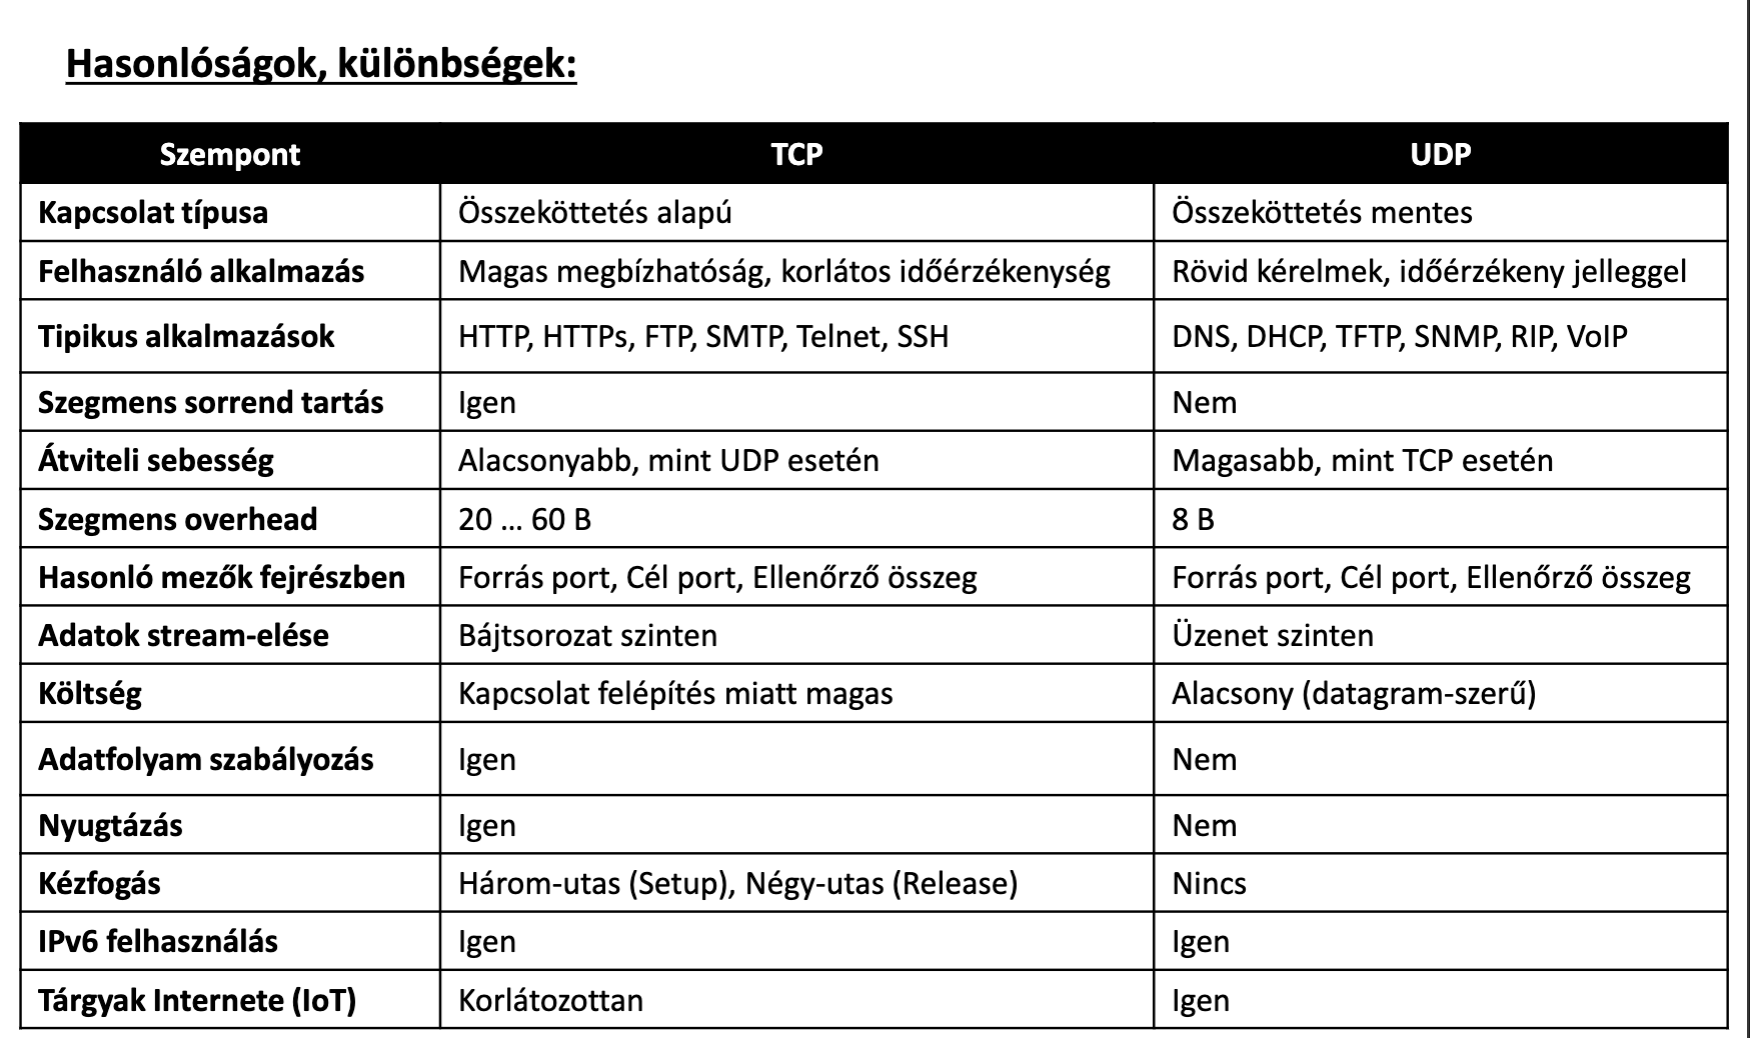 Hasonlóságok, különbségek:
Szempont TCP UDP
Kapcsolat típusa Összeköttetés alapú Összeköttetés mentes
Felhasználó alkalmazás Magas megbízhatóság, korlátos időérzékenység Rövid kérelmek, időérzékeny jelleggel
Tipikus alkalmazások HTTP, HTTPs, FTP, SMTP, Telnet, SSH DNS, DHCP, TFTP, SNMP, RIP, VoIP
Szegmens sorrend tartás Igen Nem
Átviteli sebesség Alacsonyabb, mint UDP esetén Magasabb, mint TCP esetén
Szegmens overhead 20 ... 60 B 8 B
Hasonló mezők fejrészben Forrás port, Cél port, Ellenőrző összeg Forrás port, Cél port, Ellenőrző összeg
Adatok stream-elése Bájtsorozat szinten Üzenet szinten
Költség Kapcsolat felépítés miatt magas Alacsony (datagram-szerű)
Adatfolyam szabályozás Igen Nem
Nyugtázás Igen Nem
Kézfogás Három-utas (Setup), Négy-utas (Release) Nincs
IPv6 felhasználás Igen Igen
Tárgyak Internete (IoT) Korlátozottan Igen